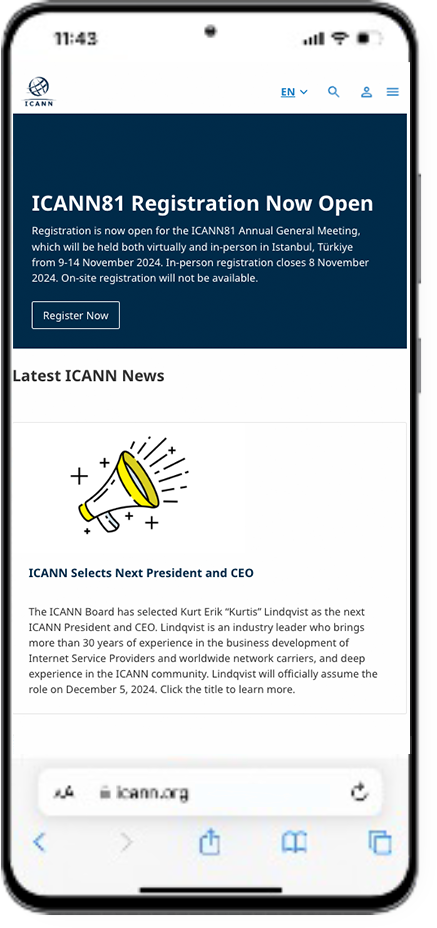 11:43
ICANN
EN
ICANN81 Registration Now Open
Registration is now open for the ICANN81 Annual General Meeting,
which will be held both virtually and in-person in Istanbul, Türkiye
from 9-14 November 2024. In-person registration closes 8 November
2024. On-site registration will not be available.
Register Now
Latest ICANN News
ICANN Selects Next President and CEO
The ICANN Board has selected Kurt Erik “Kurtis” Lindqvist as the next
ICANN President and CEO. Lindqvist is an industry leader who brings
more than 30 years of experience in the business development of
Internet Service Providers and worldwide network carriers, and deep
experience in the ICANN community. Lindqvist will officially assume the
role on December 5, 2024. Click the title to learn more.
AA icann.org